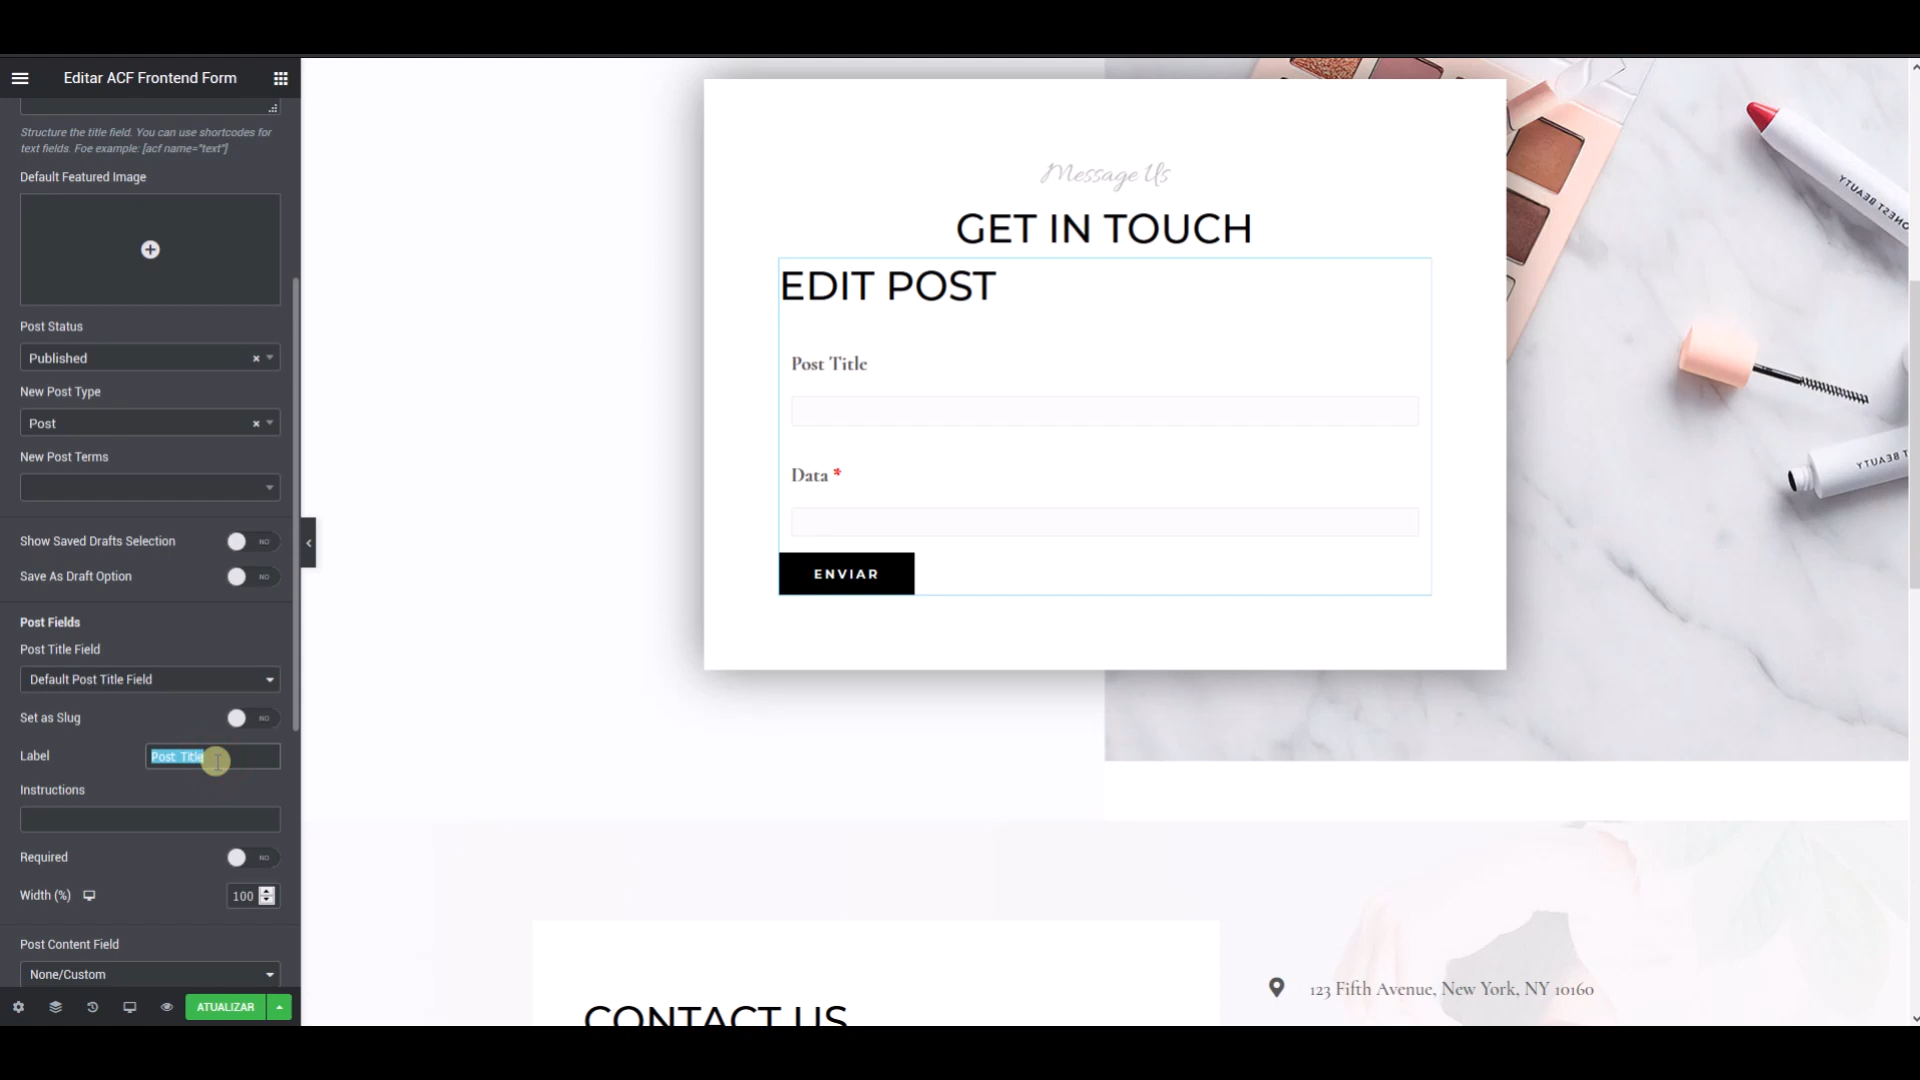 Editar ACF Frontend Form
Structure the title field. You can use shortcodes for
text fields. Foe example: [acf name="text"]
Default Featured Image
Post Status
Published
New Post Type
Post
New Post Terms
Show Saved Drafts Selection
NO
Save As Draft Option
NO
Post Fields
Post Title Field
Default Post Title Field
Set as Slug
NO
Label
Post Title
Instructions
Required
NO
Width (%)
100
Post Content Field
None/Custom
ATUALIZAR
Message Us
GET IN TOUCH
EDIT POST
Post Title
Data *
ENVIAR
HONEST BEAUTY
ST BEAUTY
CONTACT US
123 Fifth Avenue, New York, NY 10160